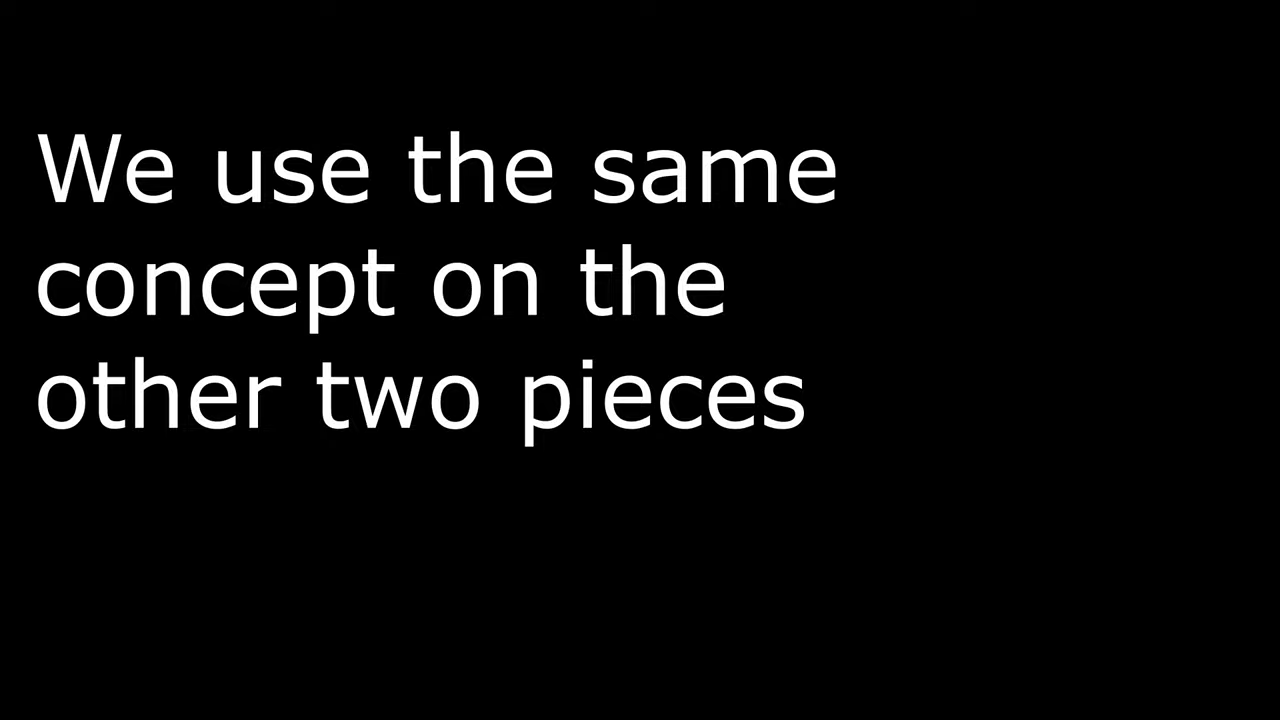 We use the same
concept on the
other two pieces